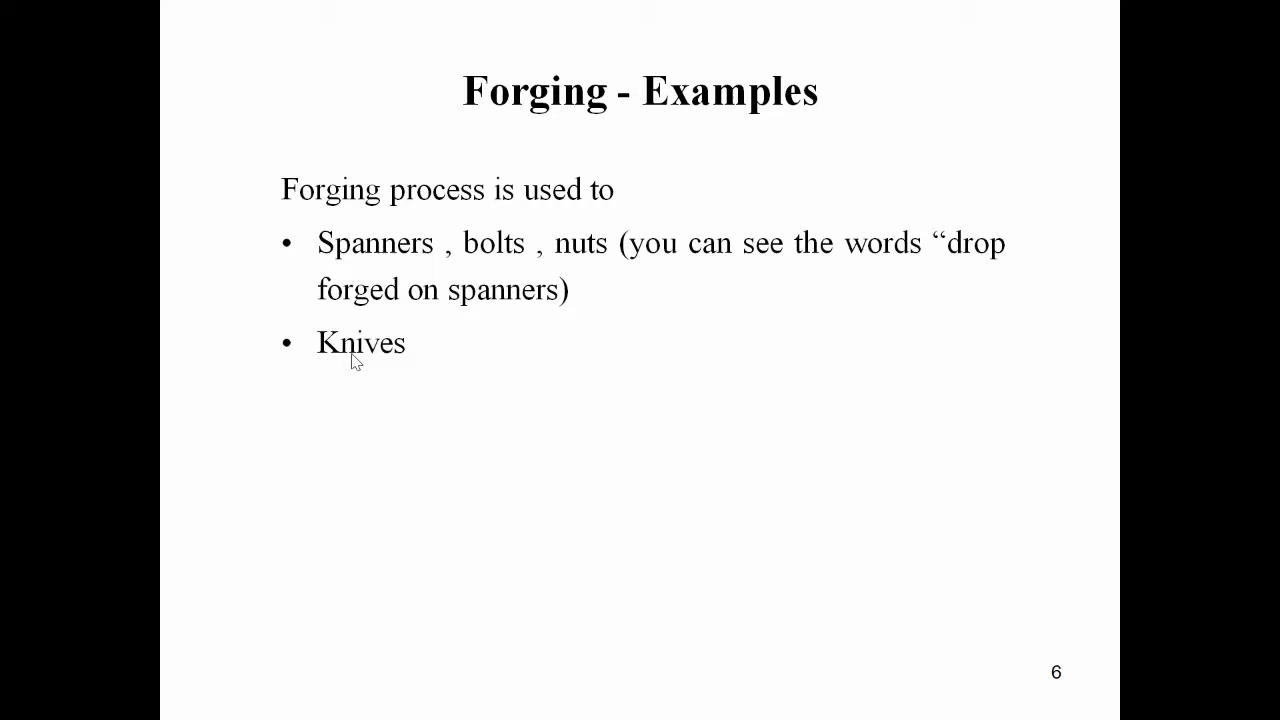 Forging - Examples
Forging process is used to
• Spanners , bolts , nuts (you can see the words “drop
forged on spanners)
• Knives
6